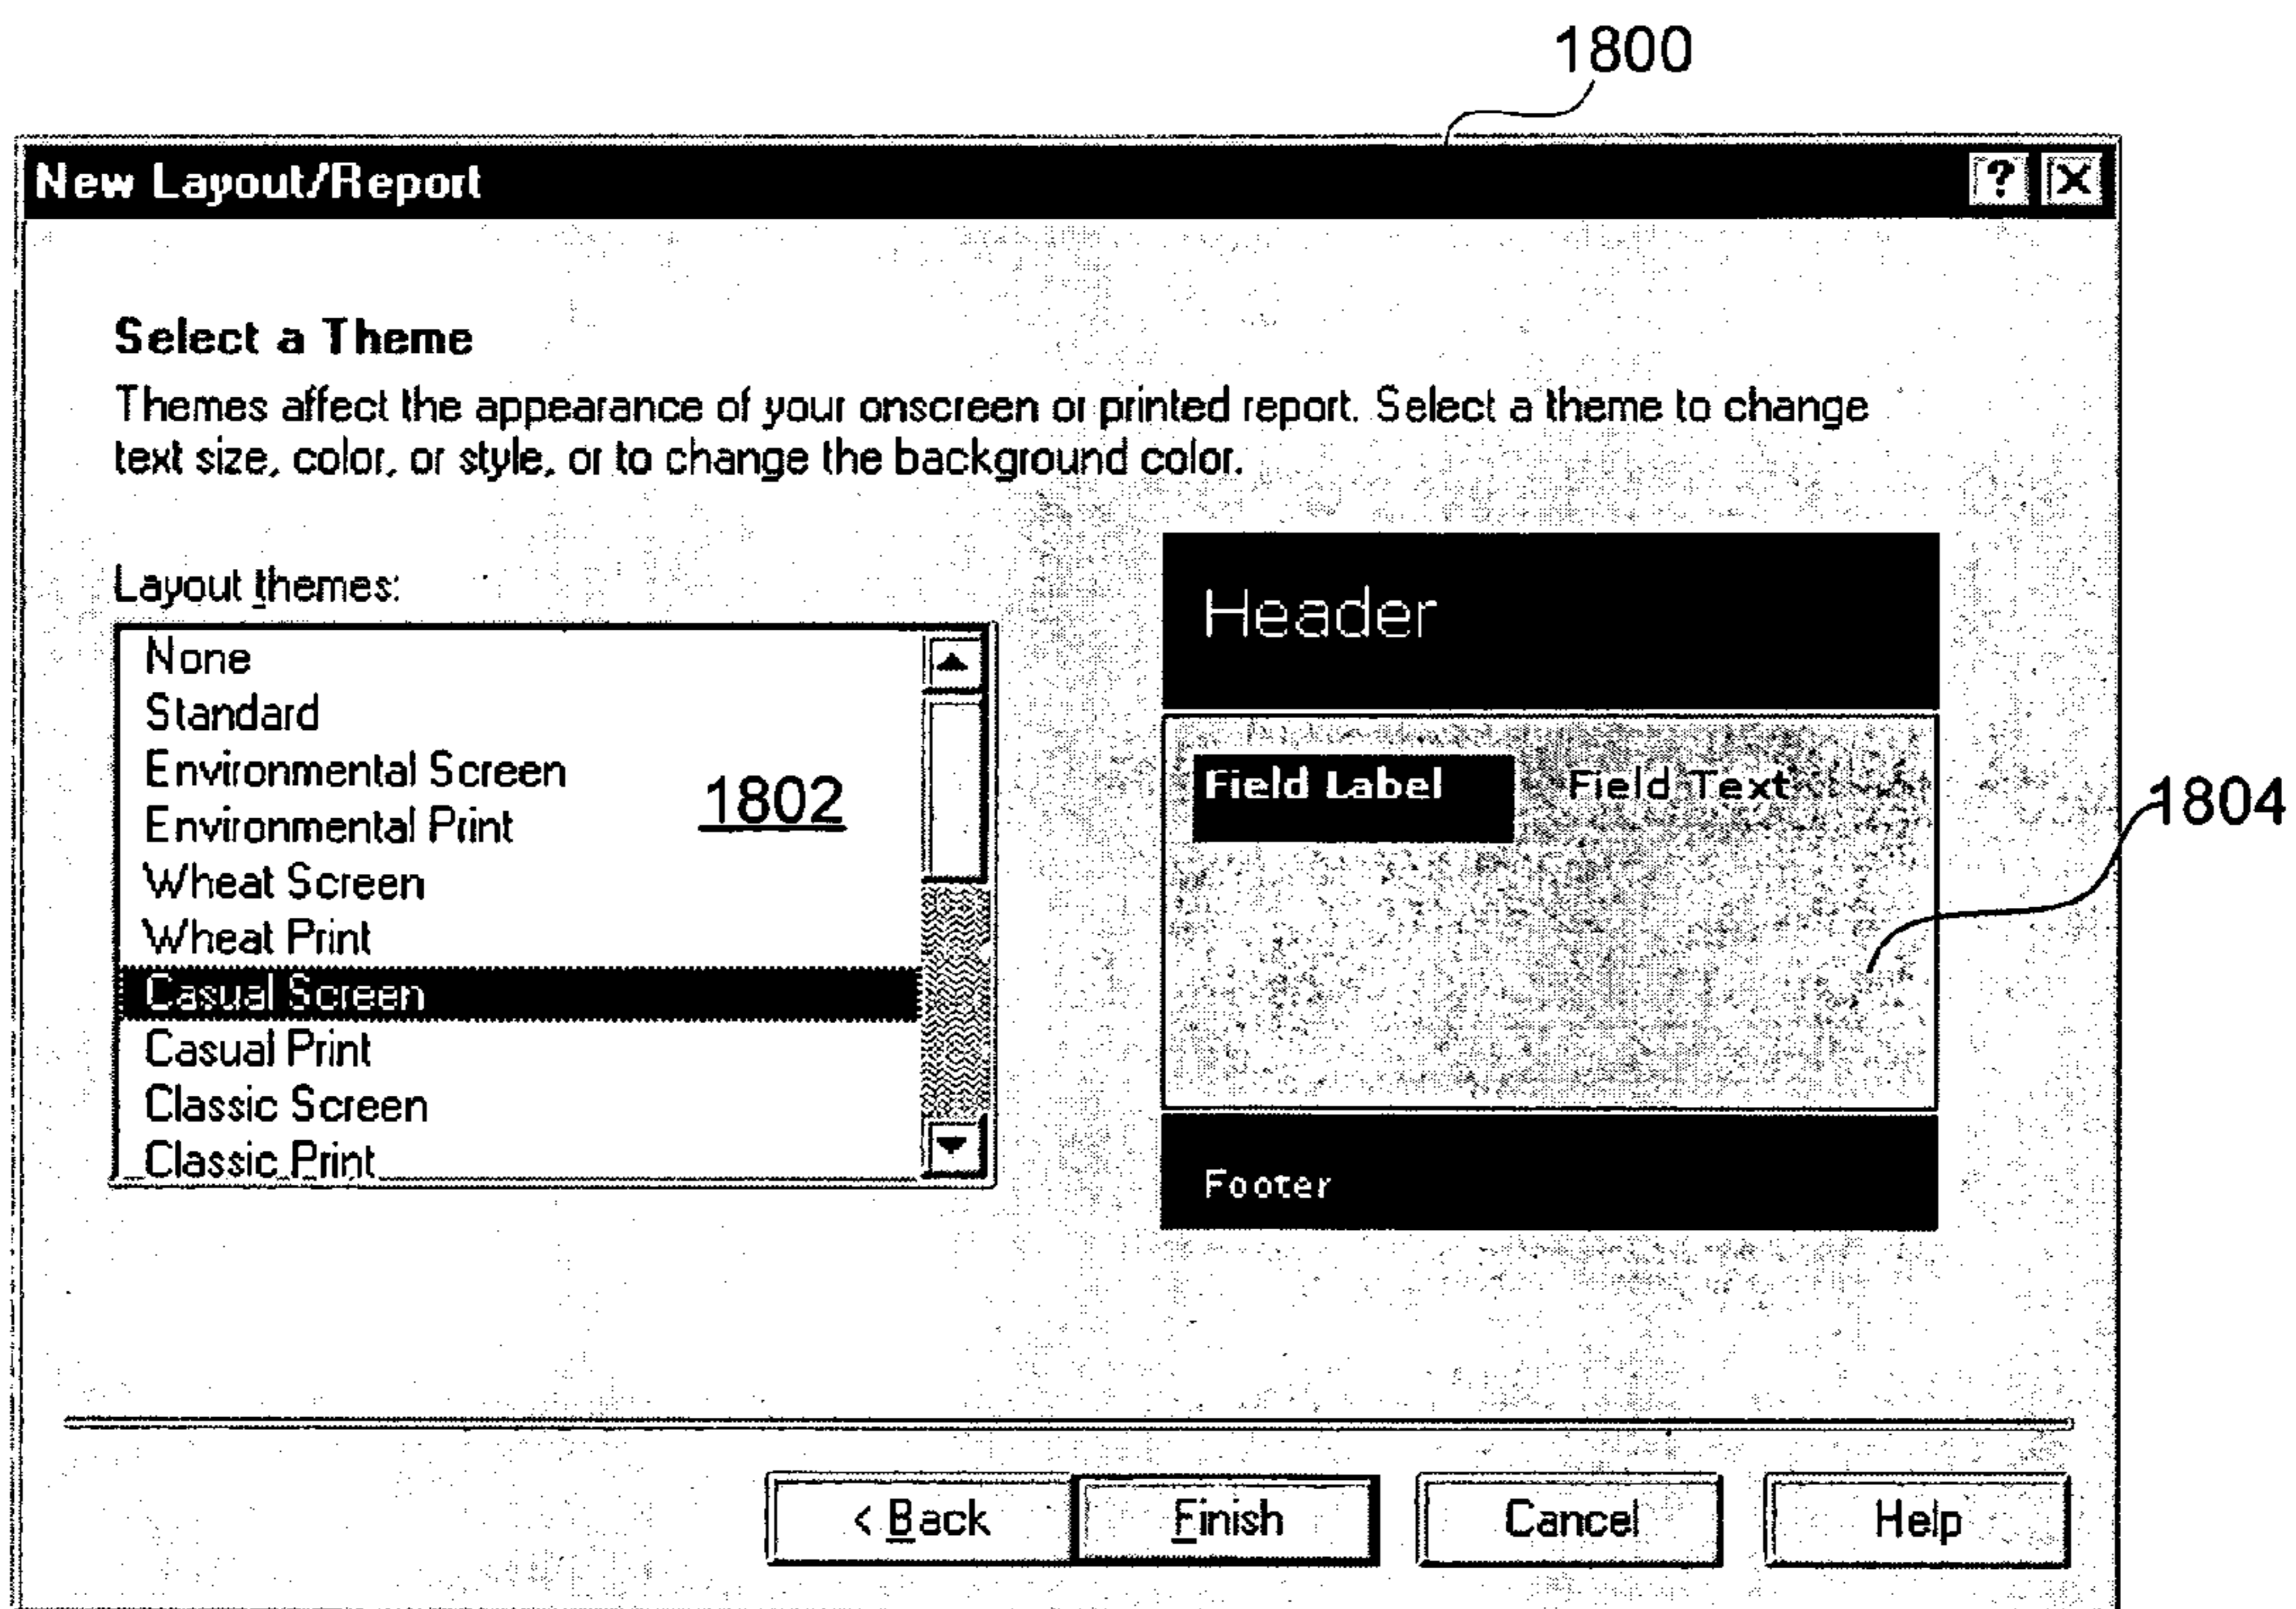 1800
New Layout/Report
?
X
Select a Theme
Themes affect the appearance of your onscreen or printed report. Select a theme to change
text size, color, or style, or to change the background color.
Layout themes:
None
Standard
Environmental Screen
Environmental Print
Wheat Screen
Wheat Print
Casual Screen
Casual Print
Classic Screen
Classic Print
1802
Header
Field Label
Field Text
1804
Footer
< Back
Finish
Cancel
Help